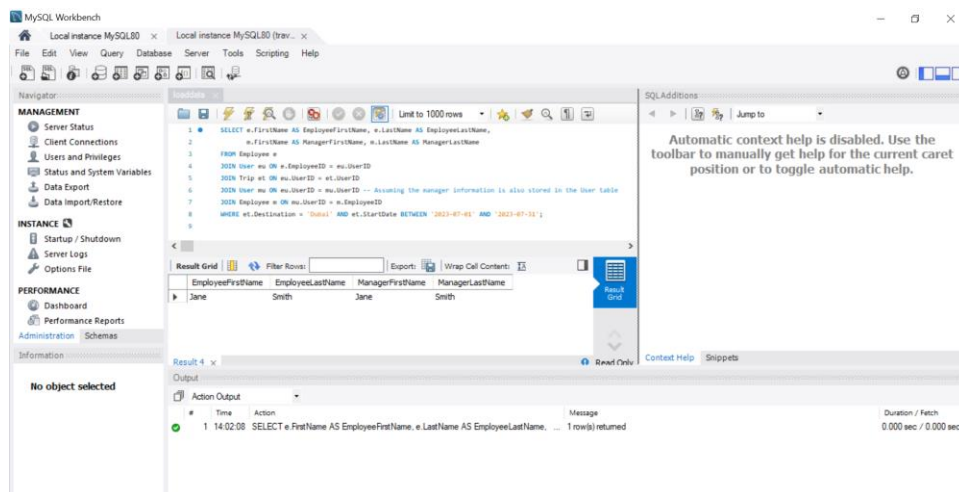 MySQL Workbench
Local instance MySQL80 ×
Local instance MySQL80 (trav... ×
File Edit View Query Database Server Tools Scripting Help
Navigator
MANAGEMENT
Server Status
Client Connections
Users and Privileges
Status and System Variables
Data Export
Data Import/Restore
INSTANCE
Startup / Shutdown
Server Logs
Options File
PERFORMANCE
Dashboard
Performance Reports
Administration Schemas
Information
No object selected
Limit to 1000 rows
1 SELECT e.FirstName AS EmployeeFirstName, e.LastName AS EmployeeLastName,
2 m.FirstName AS ManagerFirstName, m.LastName AS ManagerLastName
3 FROM Employee e
4 JOIN User eu ON e.EmployeeID = eu.UserID
5 JOIN Trip et ON eu.UserID = et.UserID
6 JOIN User mu ON eu.UserID = mu.UserID -- Assuming the manager information is also stored in the User table
7 JOIN Employee m ON mu.UserID = m.EmployeeID
8 WHERE et.Destination = 'Dubai' AND et.StartDate BETWEEN '2023-07-01' AND '2023-07-31';
9
Result Grid Filter Rows: Export: Wrap Cell Content:
EmployeeFirstName EmployeeLastName ManagerFirstName ManagerLastName
Jane Smith Jane Smith
Result Grid
Result 4 ×
Read Only
SQLAdditions
Jump to
Automatic context help is disabled. Use the
toolbar to manually get help for the current caret
position or to toggle automatic help.
Context Help Snippets
Output
Action Output
# Time Action Message Duration / Fetch
1 14:02:08 SELECT e.FirstName AS EmployeeFirstName, e.LastName AS EmployeeLastName, ... 1 row(s) returned 0.000 sec / 0.000 sec